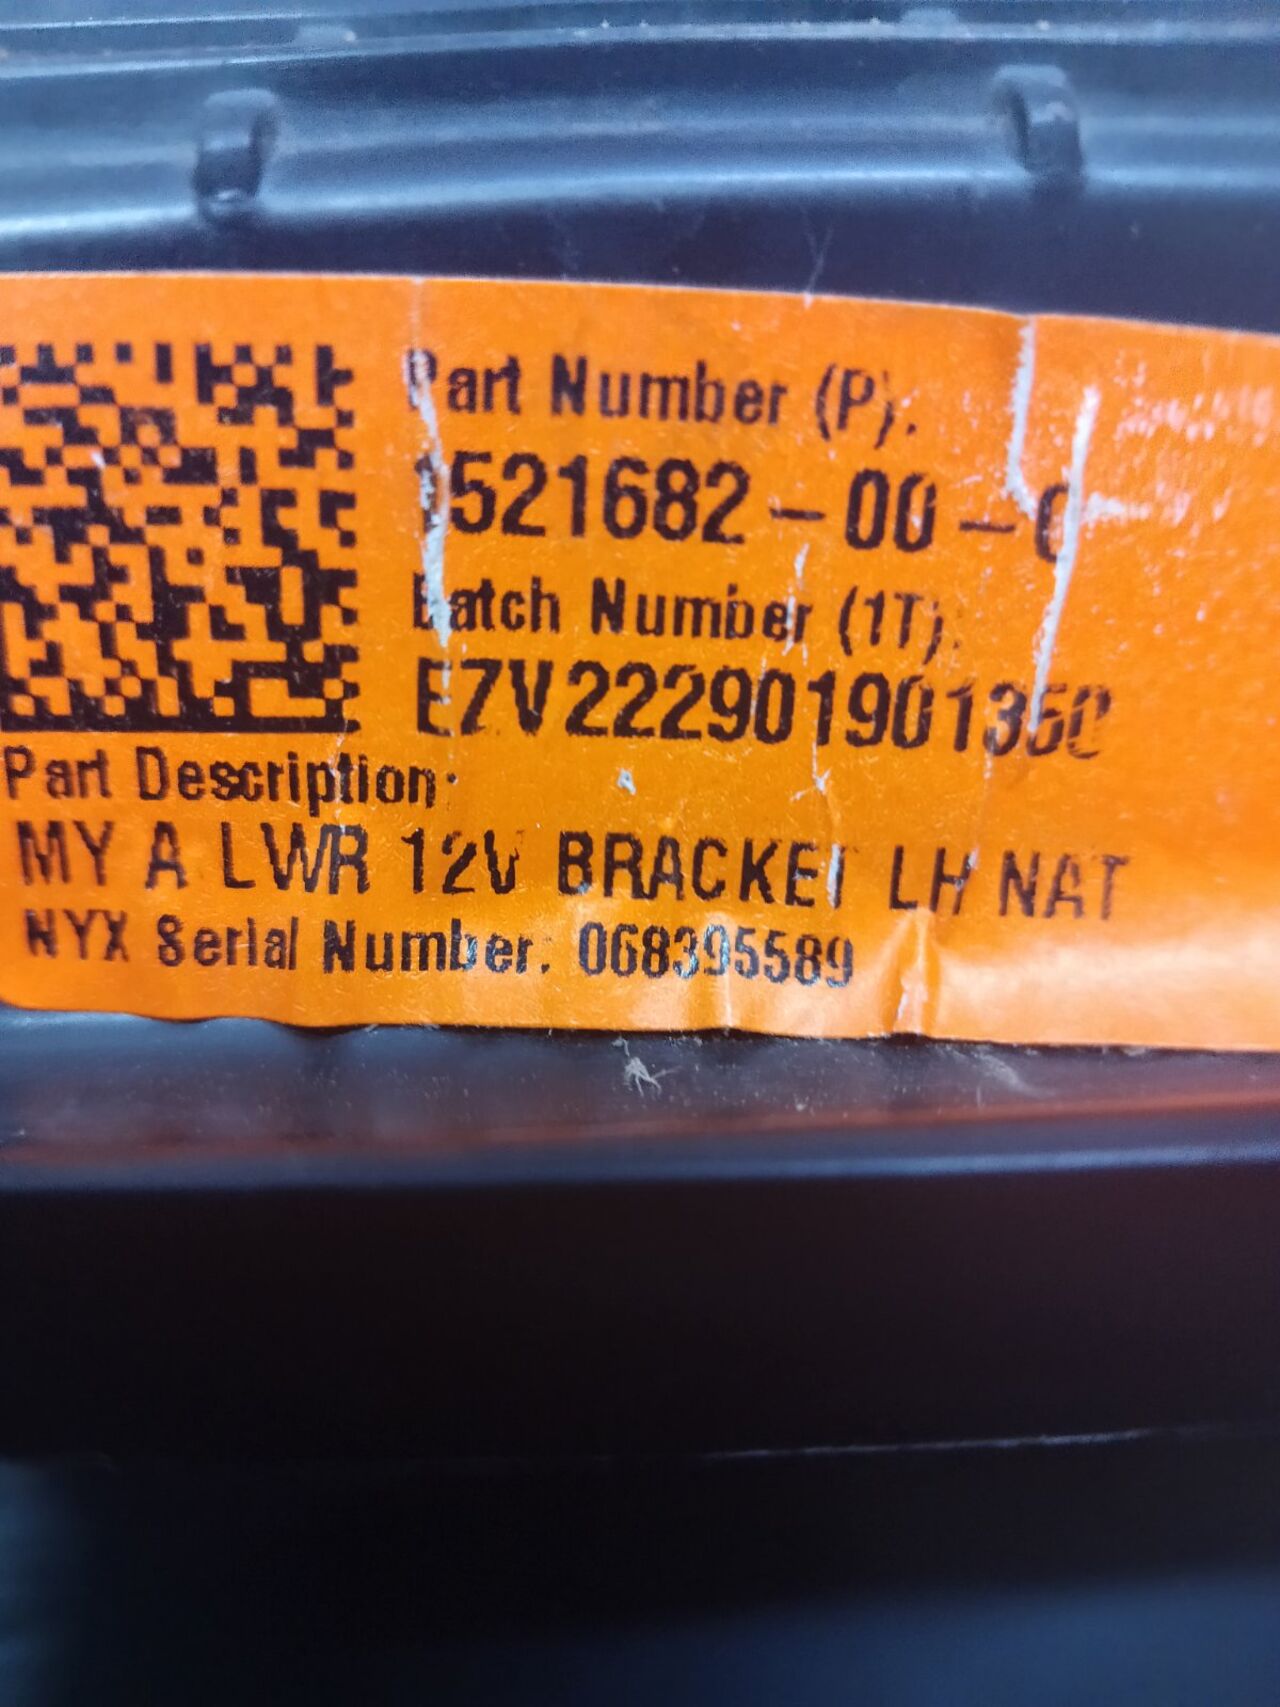 Part Number (P):
1521682-00-
Batch Number (1T):
E7V222901901350
Part Description:
MY A LWR 12V BRACKET LH NAT
NYX Serial Number: 068395589